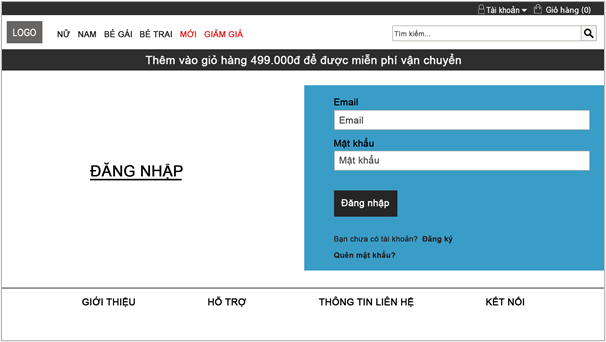 Tài khoản Giỏ hàng (0)
LOGO NỮ NAM BÉ GÁI BÉ TRAI MỚI GIẢM GIÁ Tìm kiếm...
Thêm vào giỏ hàng 499.000đ để được miễn phí vận chuyển
ĐĂNG NHẬP
Email
Email
Mật khẩu
Mật khẩu
Đăng nhập
Bạn chưa có tài khoản? Đăng ký
Quên mật khẩu?
GIỚI THIỆU HỖ TRỢ THÔNG TIN LIÊN HỆ KẾT NỐI